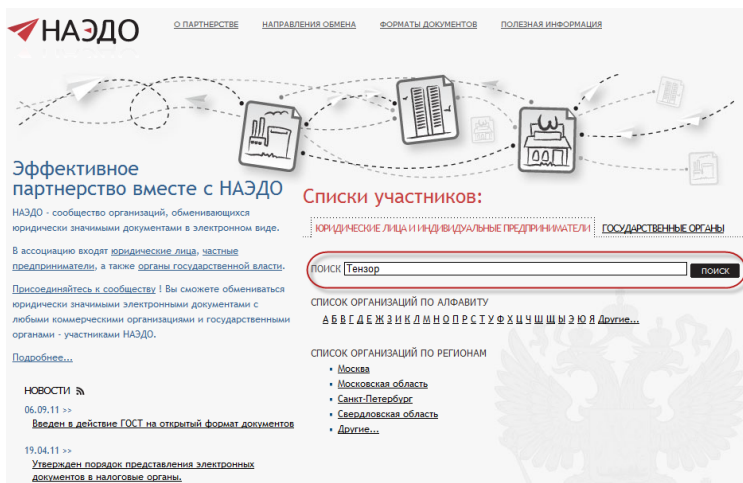 НАЭДО
О ПАРТНЕРСТВЕ НАПРАВЛЕНИЯ ОБМЕНА ФОРМАТЫ ДОКУМЕНТОВ ПОЛЕЗНАЯ ИНФОРМАЦИЯ
Эффективное
партнерство вместе с НАЭДО
НАЭДО - сообщество организаций, обменивающихся
юридически значимыми документами в электронном виде.
В ассоциацию входят юридические лица, частные
предприниматели, а также органы государственной власти.
Присоединяйтесь к сообществу ! Вы сможете обмениваться
юридически значимыми электронными документами с
любыми коммерческими организациями и государственными
органами - участниками НАЭДО.
Подробнее...
НОВОСТИ
06.09.11 >>
Введен в действие ГОСТ на открытый формат документов
19.04.11 >>
Утвержден порядок представления электронных
документов в налоговые органы.
Списки участников:
ЮРИДИЧЕСКИЕ ЛИЦА И ИНДИВИДУАЛЬНЫЕ ПРЕДПРИНИМАТЕЛИ ГОСУДАРСТВЕННЫЕ ОРГАНЫ
ПОИСК Тензор ПОИСК
СПИСОК ОРГАНИЗАЦИЙ ПО АЛФАВИТУ
А Б В Г Д Е Ж З И К Л М Н О П Р С Т У Ф Х Ц Ч Ш Щ Ы Э Ю Я Другие...
СПИСОК ОРГАНИЗАЦИЙ ПО РЕГИОНАМ
Москва
Московская область
Санкт-Петербург
Свердловская область
Другие...